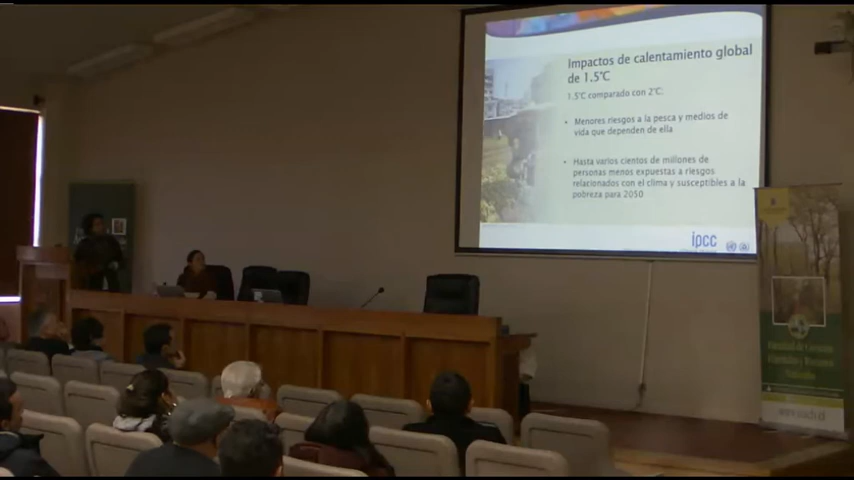 Impactos de calentamiento global
de 1.5°C
1.5°C comparado con 2°C:
• Menores riesgos a la pesca y medios de
vida que dependen de ella
• Hasta varios cientos de millones de
personas menos expuestas a riesgos
relacionados con el clima y susceptibles a la
pobreza para 2050
ipcc